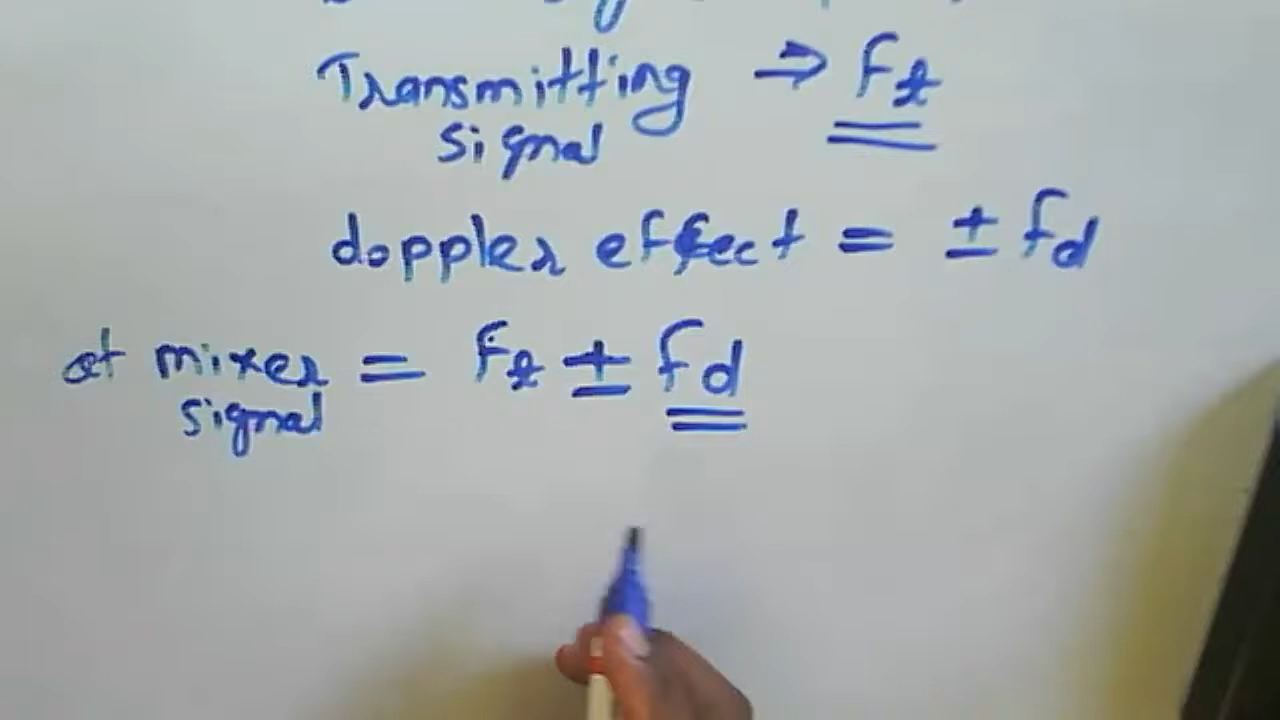 Transmitting ⇒ Ft
signal
doppler effect = ± fd
at mixer = Ft ± fd
signal